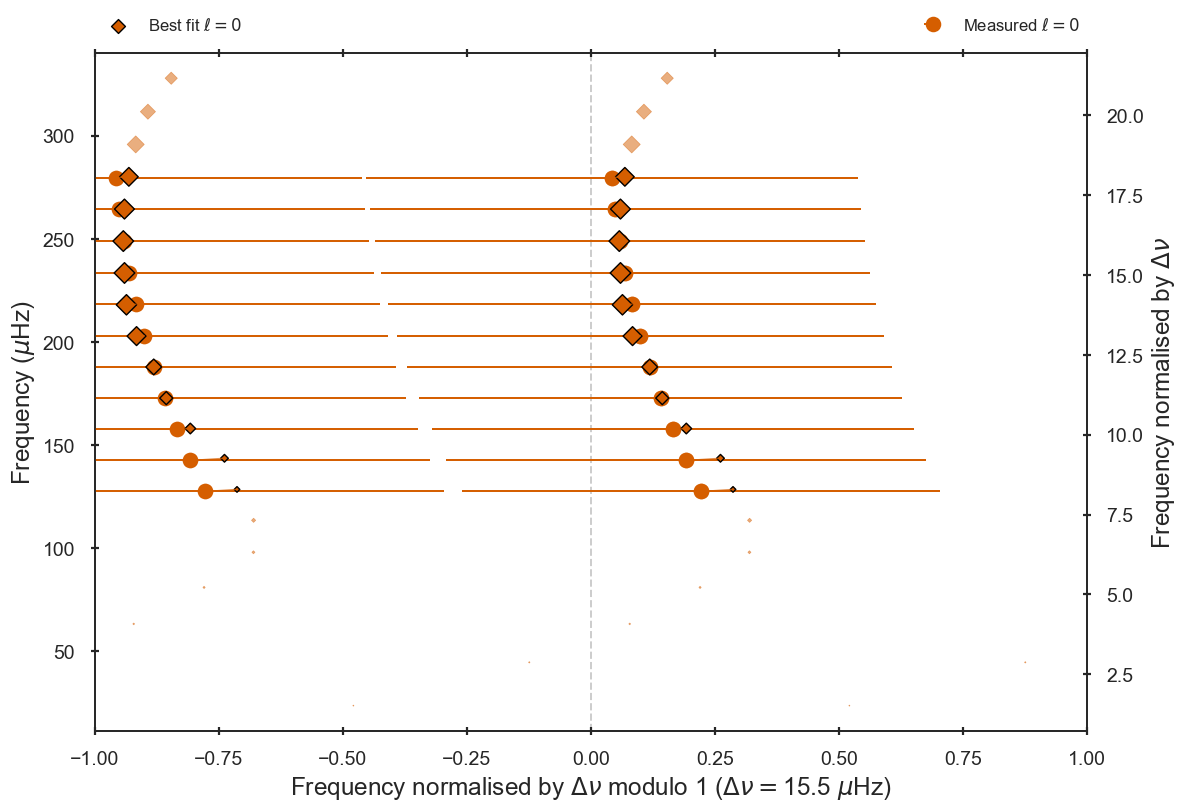 Best fit ℓ = 0
Measured ℓ = 0
300
250
200
150
100
50
Frequency (μHz)
20.0
17.5
15.0
12.5
10.0
7.5
5.0
2.5
Frequency normalised by Δν
−1.00 −0.75 −0.50 −0.25 0.00 0.25 0.50 0.75 1.00
Frequency normalised by Δν modulo 1 (Δν = 15.5 μHz)